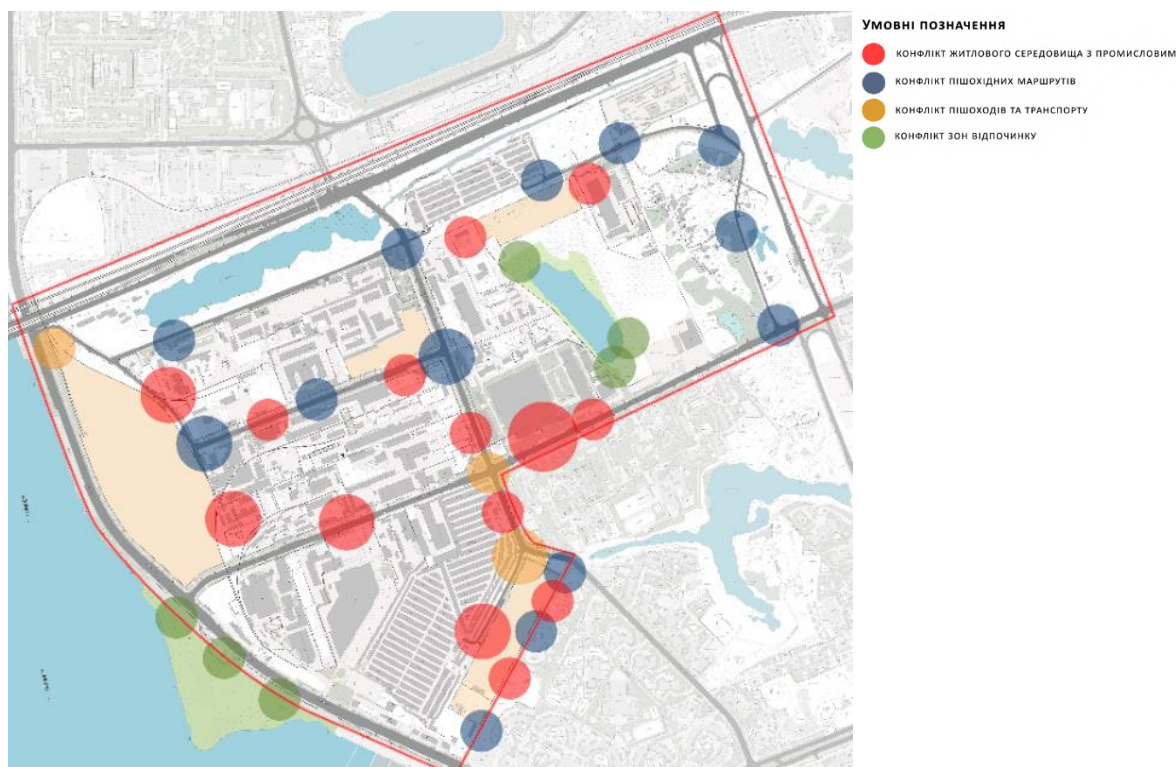 Умовні позначення
КОНФЛІКТ ЖИТЛОВОГО СЕРЕДОВИЩА З ПРОМИСЛОВИМ
КОНФЛІКТ ПІШОХІДНИХ МАРШРУТІВ
КОНФЛІКТ ПІШОХОДІВ ТА ТРАНСПОРТУ
КОНФЛІКТ ЗОН ВІДПОЧИНКУ